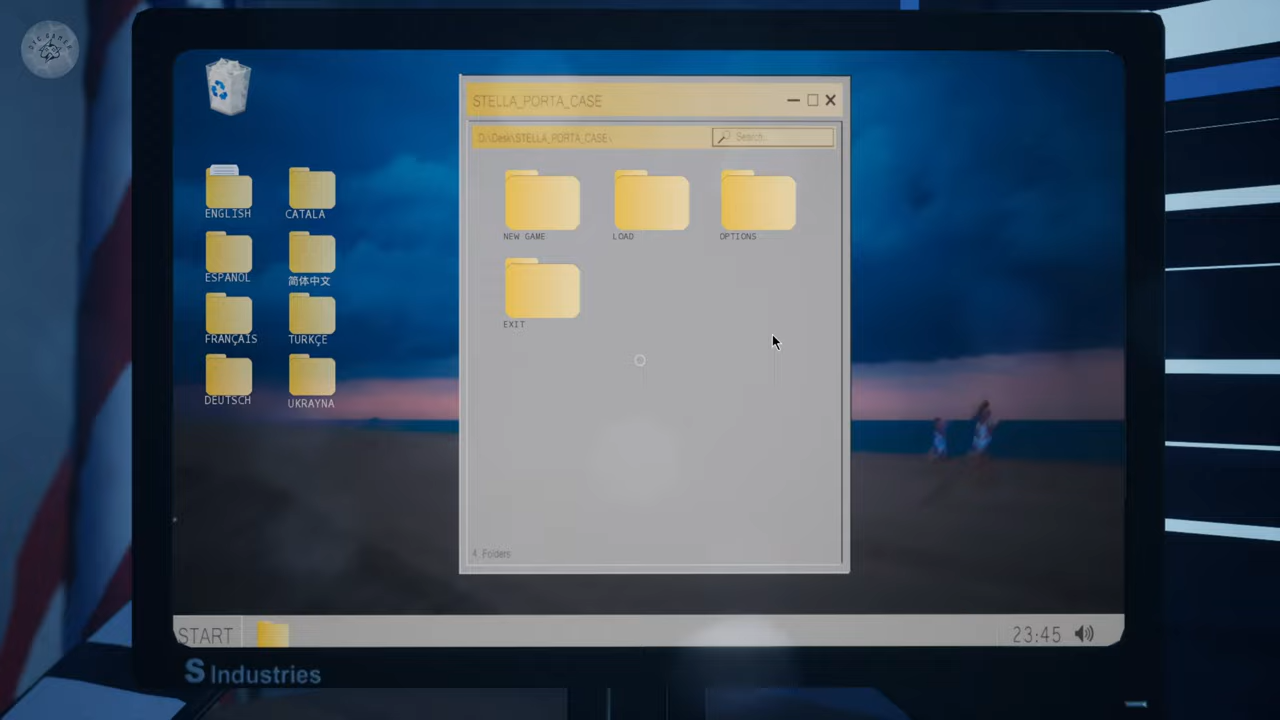 STELLA_PORTA_CASE
D:\Desk\STELLA_PORTA_CASE\
Search
ENGLISH
CATALA
ESPANOL
简体中文
FRANÇAIS
TURKÇE
DEUTSCH
UKRAYNA
NEW GAME
LOAD
OPTIONS
EXIT
4 Folders
START
23:45
S Industries